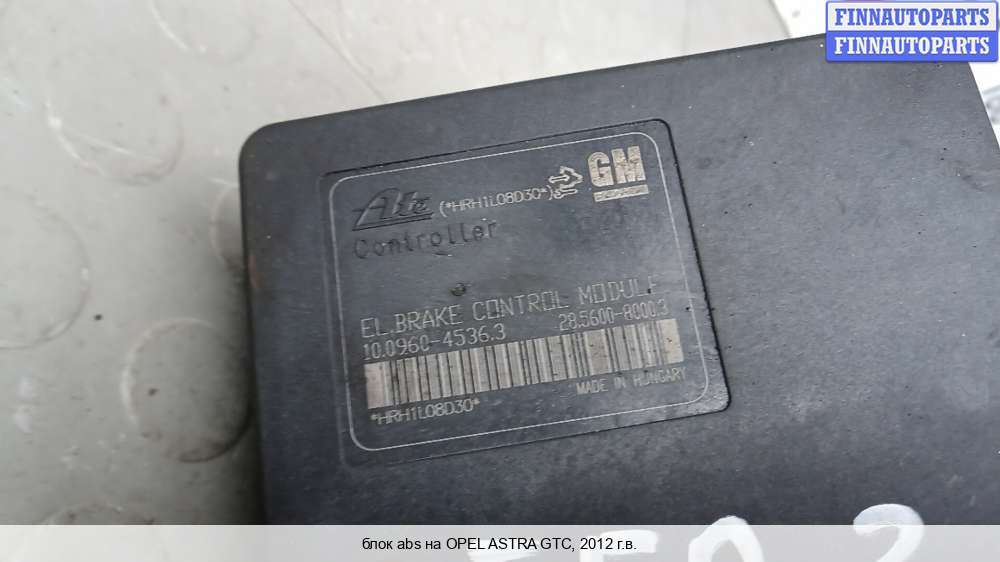 FINNAUTOPARTS
FINNAUTOPARTS
GM
Ate (*HRH1L08D30*)
Controller
EL.BRAKE CONTROL MODULE
10.0960-4536.3 28.5600-8000.3
MADE IN HUNGARY
*HRH1L08D30*
блок abs на OPEL ASTRA GTC, 2012 г.в.